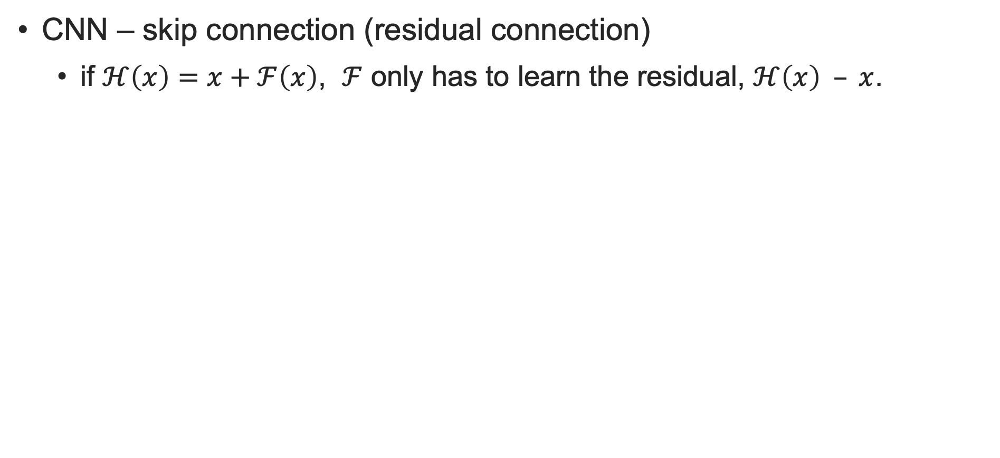 • CNN – skip connection (residual connection)
• if ℋ(x) = x + ℱ(x), ℱ only has to learn the residual, ℋ(x) – x.